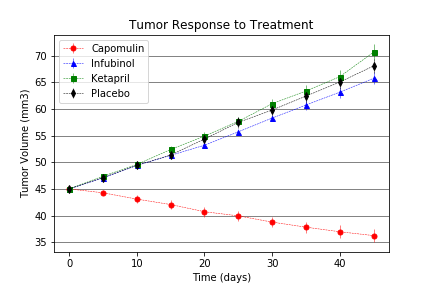 Tumor Response to Treatment
Capomulin
Infubinol
Ketapril
Placebo
Tumor Volume (mm3)
70
65
60
55
50
45
40
35
0
10
20
30
40
Time (days)